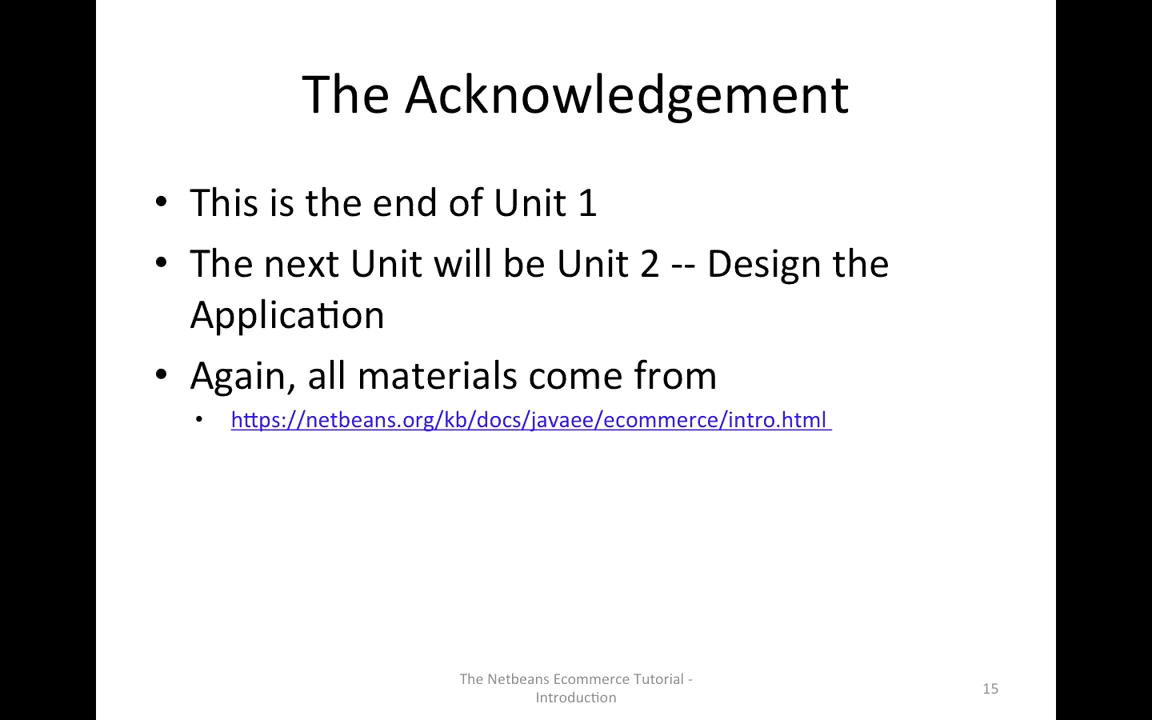 The Acknowledgement
• This is the end of Unit 1
• The next Unit will be Unit 2 -- Design the
Application
• Again, all materials come from
• https://netbeans.org/kb/docs/javaee/ecommerce/intro.html
The Netbeans Ecommerce Tutorial -
Introduction
15